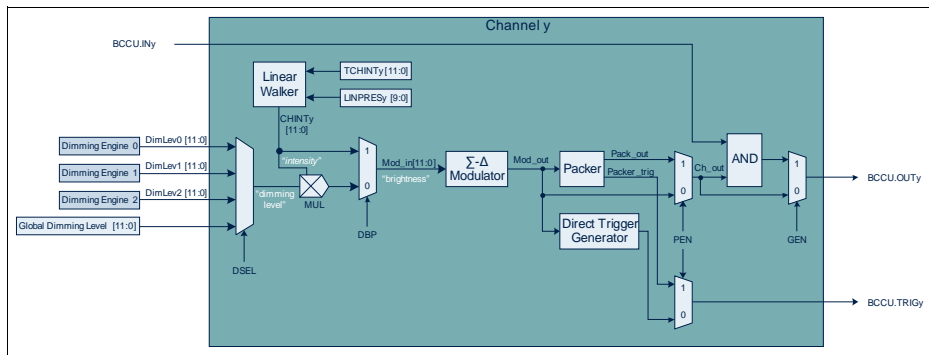 Channel y
BCCU.INy
Linear
Walker
TCHINTy [11:0]
LINPRESy [9:0]
CHINTy
[11:0]
Dimming Engine 0
DimLev0 [11:0]
Dimming Engine 1
DimLev1 [11:0]
Dimming Engine 2
DimLev2 [11:0]
Global Dimming Level [11:0]
DSEL
"intensity"
"dimming
level"
MUL
1
0
DBP
Mod_in[11:0]
"brightness"
Σ-Δ
Modulator
Mod_out
Packer
Pack_out
Packer_trig
Direct Trigger
Generator
1
0
PEN
Ch_out
AND
1
0
GEN
BCCU.OUTy
1
0
BCCU.TRIGy